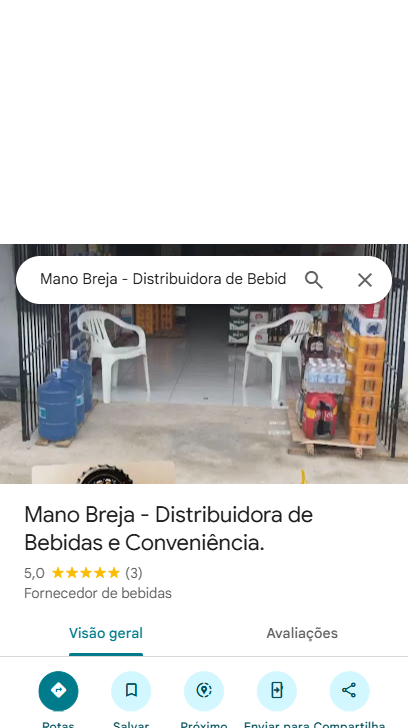 Mano Breja - Distribuidora de Bebid
Mano Breja - Distribuidora de
Bebidas e Conveniência.
5,0 (3)
Fornecedor de bebidas
Visão geral Avaliações
Rotas Salvar Próximo Enviar para Compartilha